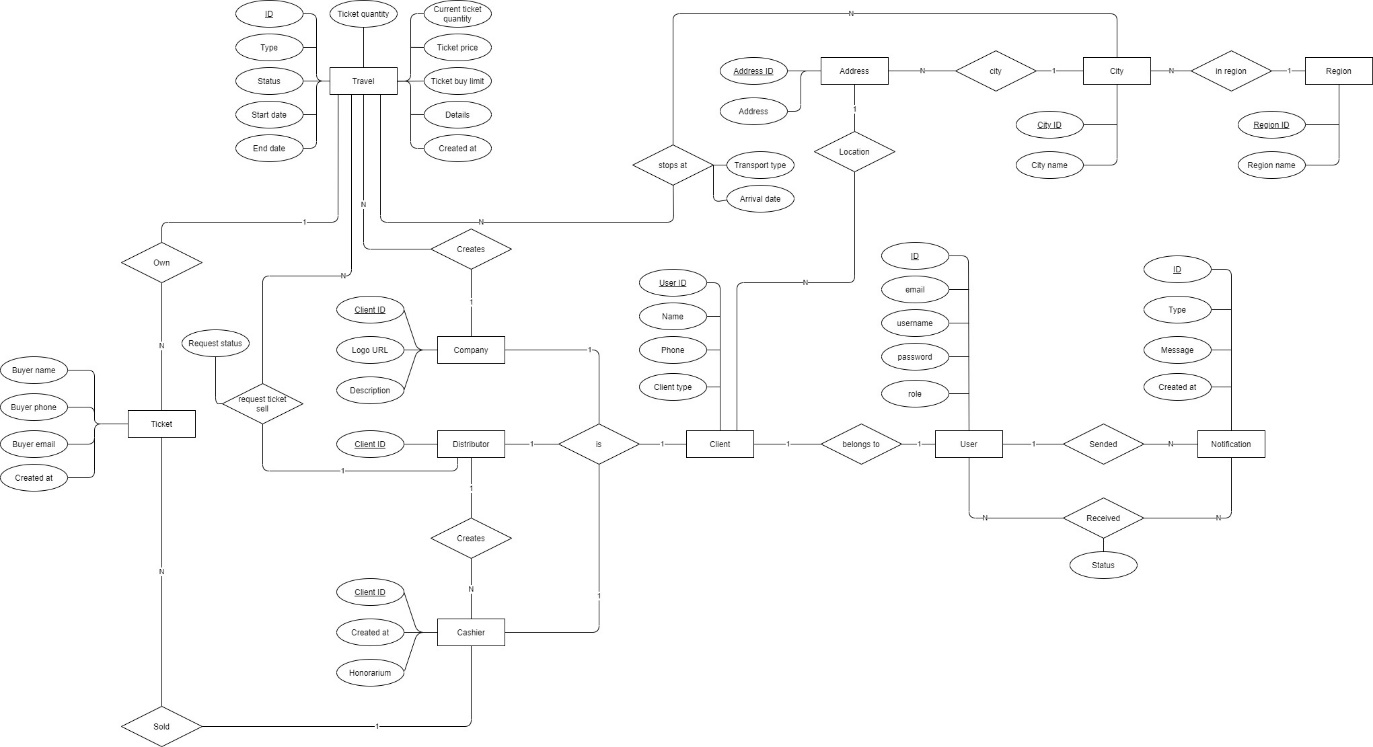 ID
Type
Status
Start date
End date
Ticket quantity
Travel
Current ticket
quantity
Ticket price
Ticket buy limit
Details
Created at
N
Address ID
Address
Address
N
city
1
City
N
in region
1
Region
City ID
City name
Region ID
Region name
1
Location
N
stops at
Transport type
Arrival date
N
1
Own
N
N
Creates
1
N
Request status
request ticket
sell
1
Client ID
Logo URL
Description
Company
1
Buyer name
Buyer phone
Buyer email
Created at
Ticket
N
Sold
1
Client ID
Distributor
1
is
1
1
Creates
N
Client ID
Created at
Honorarium
Cashier
1
User ID
Name
Phone
Client type
Client
1
belongs to
1
ID
email
username
password
role
User
1
Sended
N
ID
Type
Message
Created at
Notification
N
Received
N
Status